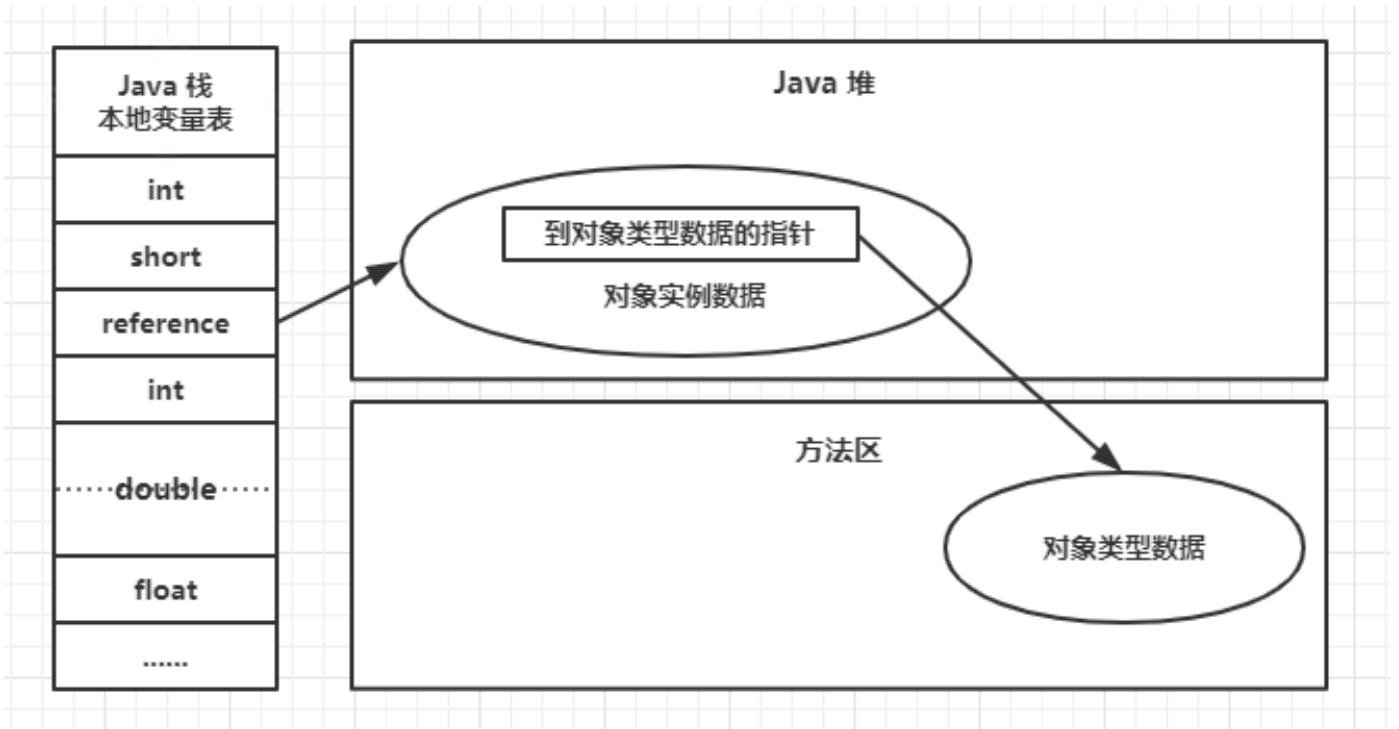 Java 栈
本地变量表
int
short
reference
int
double
float
......
Java 堆
到对象类型数据的指针
对象实例数据
方法区
对象类型数据